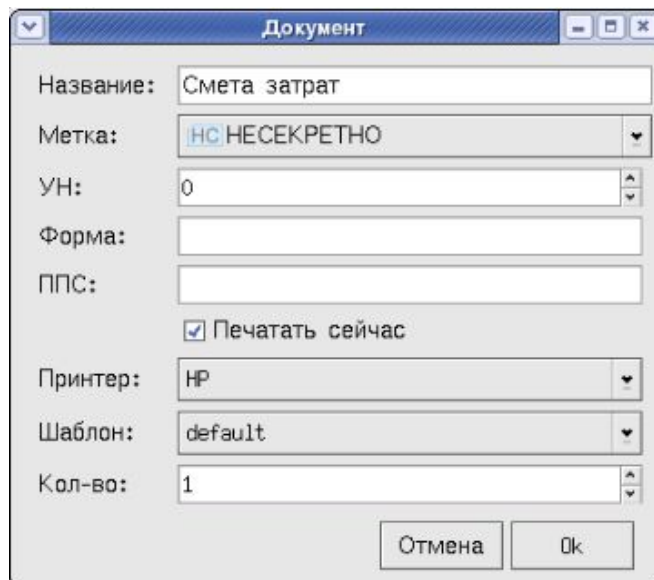 Документ
Название: Смета затрат
Метка: НС НЕСЕКРЕТНО
УН: 0
Форма:
ППС:
Печатать сейчас
Принтер: HP
Шаблон: default
Кол-во: 1
Отмена Ok